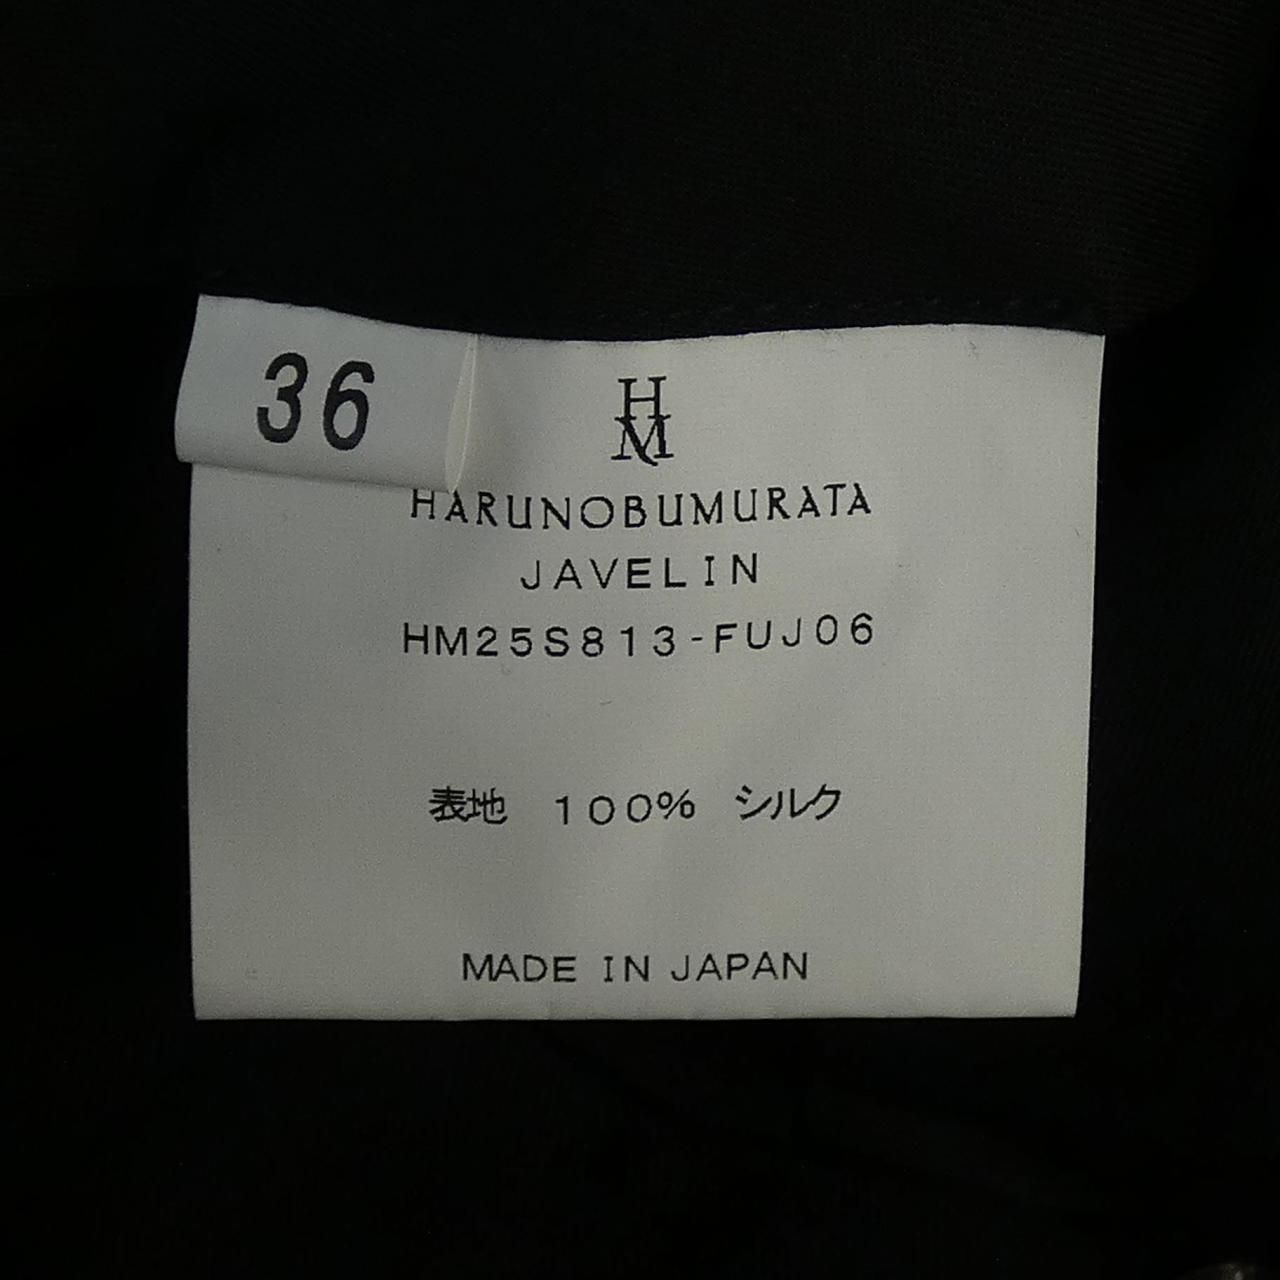 36
HM
HARUNOBUMURATA
JAVELIN
HM25S813-FUJ06
表地 100% シルク
MADE IN JAPAN